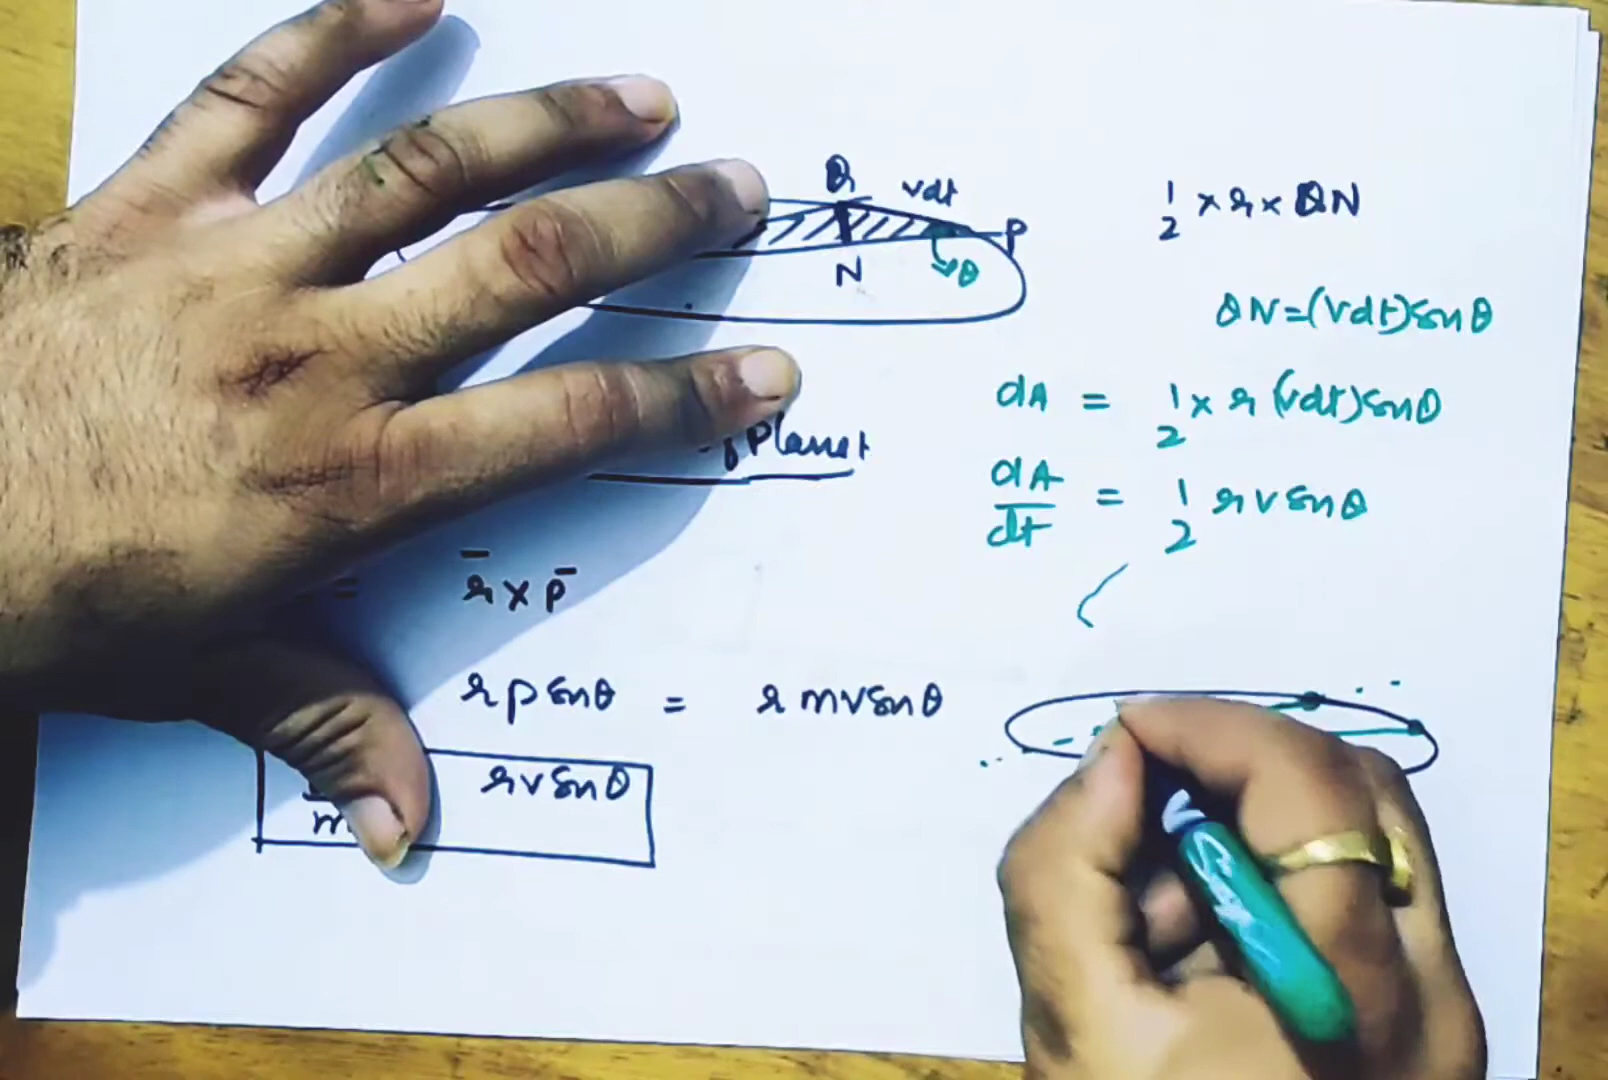 Q vdt
P
θ
N
1/2 × r × QN
QN = (vdt) sinθ
dA = 1/2 × r (vdt) sinθ
Planet
dA/dt = 1/2 r v sinθ
= r̄ × p̄
r p sinθ = r m v sinθ
r v sinθ
m